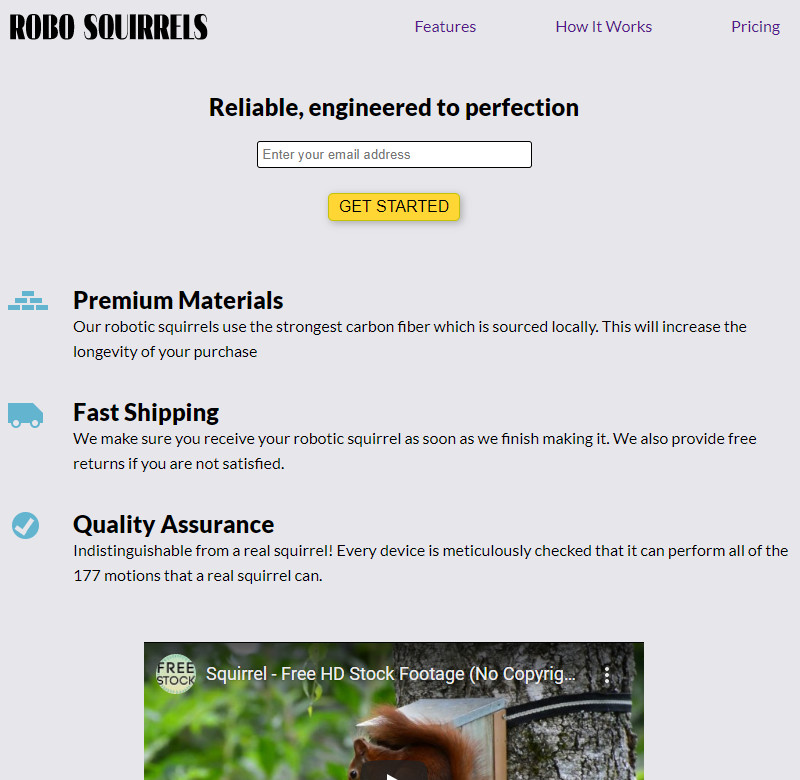 ROBO SQUIRRELS
Features
How It Works
Pricing
Reliable, engineered to perfection
Enter your email address
GET STARTED
Premium Materials
Our robotic squirrels use the strongest carbon fiber which is sourced locally. This will increase the
longevity of your purchase
Fast Shipping
We make sure you receive your robotic squirrel as soon as we finish making it. We also provide free
returns if you are not satisfied.
Quality Assurance
Indistinguishable from a real squirrel! Every device is meticulously checked that it can perform all of the
177 motions that a real squirrel can.
FREE
STOCK
Squirrel - Free HD Stock Footage (No Copyrig...